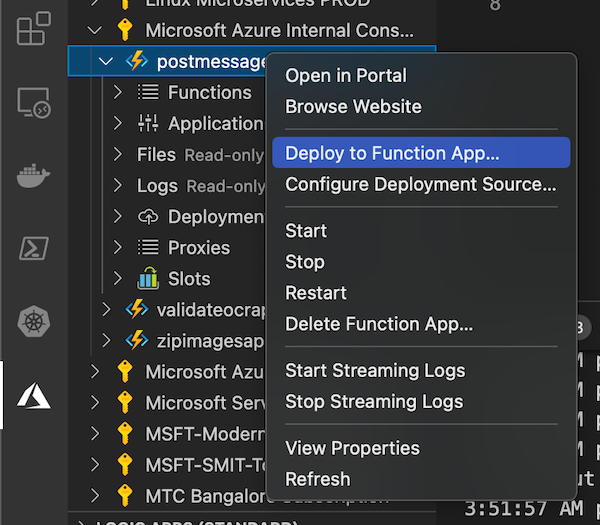 Linux Microservices PROD
8
Microsoft Azure Internal Cons...
postmessage
Open in Portal
Functions
Browse Website
Application
Deploy to Function App...
Files Read-only
Configure Deployment Source...
Logs Read-only
Deploymen
Start
Proxies
Stop
Slots
Restart
validateocrap
Delete Function App...
zipimagesap
Microsoft Azu
Start Streaming Logs
Microsoft Serv
Stop Streaming Logs
MSFT-Modern
View Properties
MSFT-SMIT-To
Refresh
MTC Bangalore Subscription
3:51:57 AM p
LOGIC APPS (STANDARD)